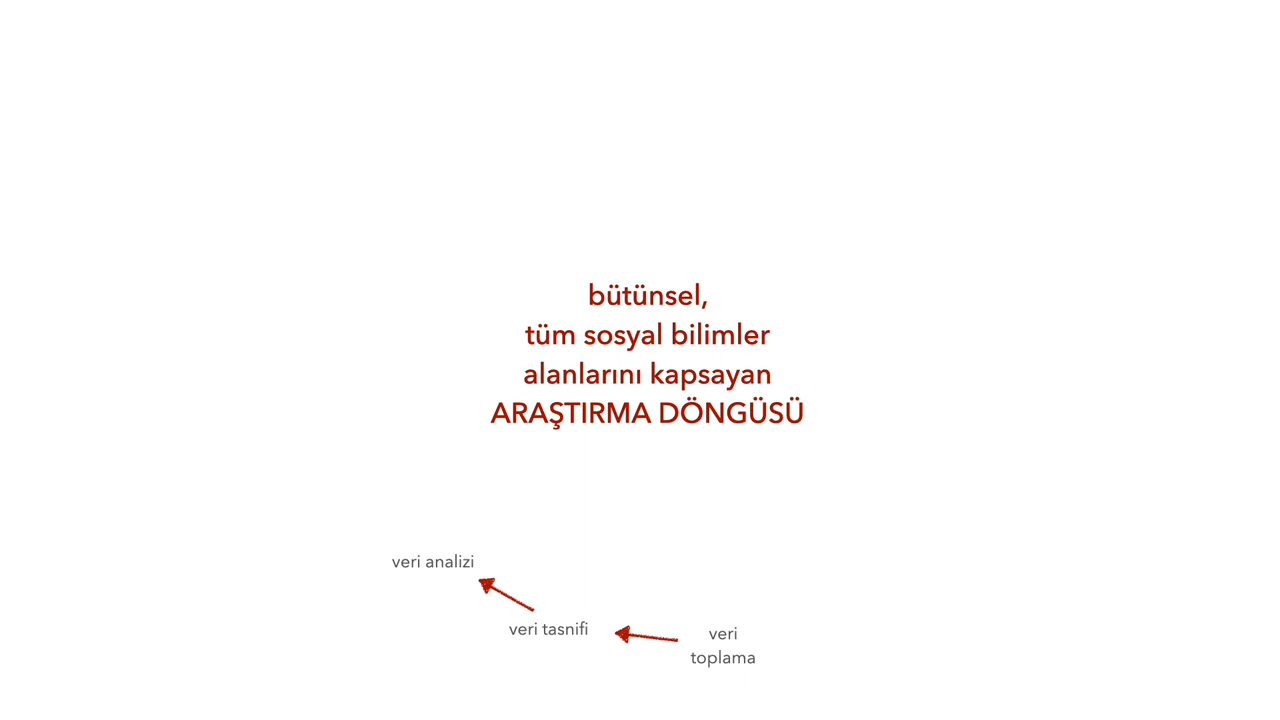 bütünsel,
tüm sosyal bilimler
alanlarını kapsayan
ARAŞTIRMA DÖNGÜSÜ
veri analizi
veri tasnifi
veri
toplama